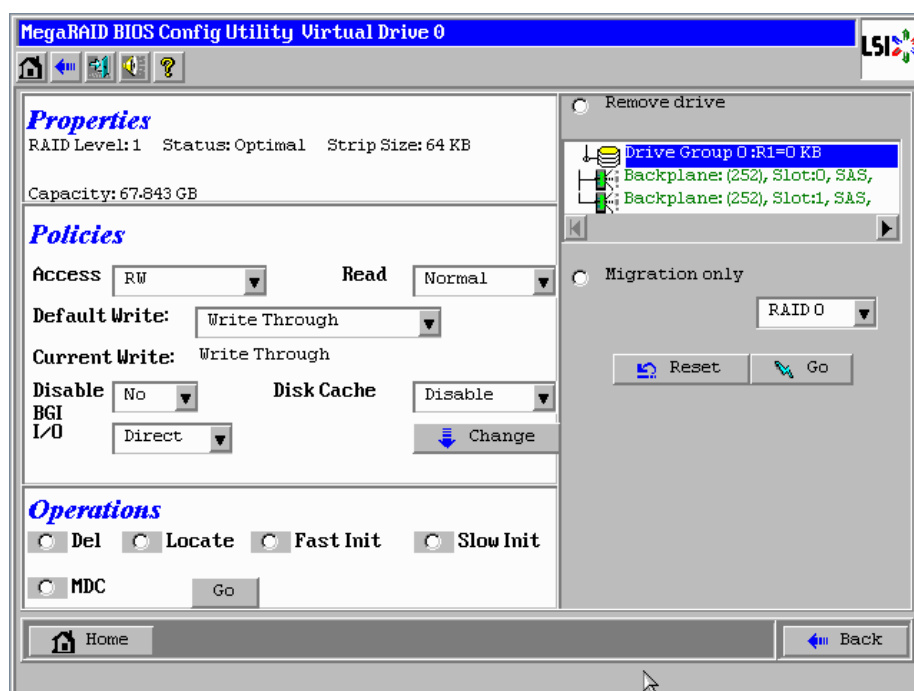 MegaRAID BIOS Config Utility Virtual Drive 0
LSI
Properties
RAID Level: 1 Status: Optimal Strip Size: 64 KB
Capacity: 67.843 GB
Policies
Access RW Read Normal
Default Write: Write Through
Current Write: Write Through
Disable BGI No Disk Cache Disable
I/O Direct Change
Operations
Del Locate Fast Init Slow Init
MDC Go
Remove drive
Drive Group 0 :R1=0 KB
Backplane: (252), Slot:0, SAS,
Backplane: (252), Slot:1, SAS,
Migration only
RAID 0
Reset Go
Home Back